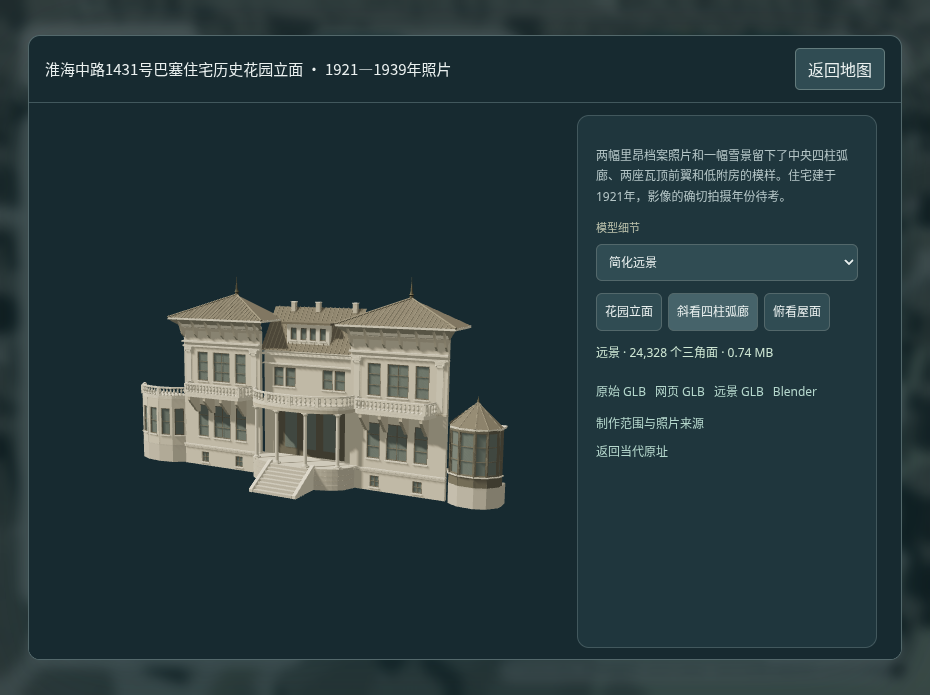 淮海中路1431号巴塞住宅历史花园立面 · 1921—1939年照片
返回地图
两幅里昂档案照片和一幅雪景留下了中央四柱弧
廊、两座瓦顶前翼和低附房的模样。住宅建于
1921年，影像的确切拍摄年份待考。
模型细节
简化远景
花园立面 斜看四柱弧廊 俯看屋面
远景 · 24,328 个三角面 · 0.74 MB
原始 GLB 网页 GLB 远景 GLB Blender
制作范围与照片来源
返回当代原址